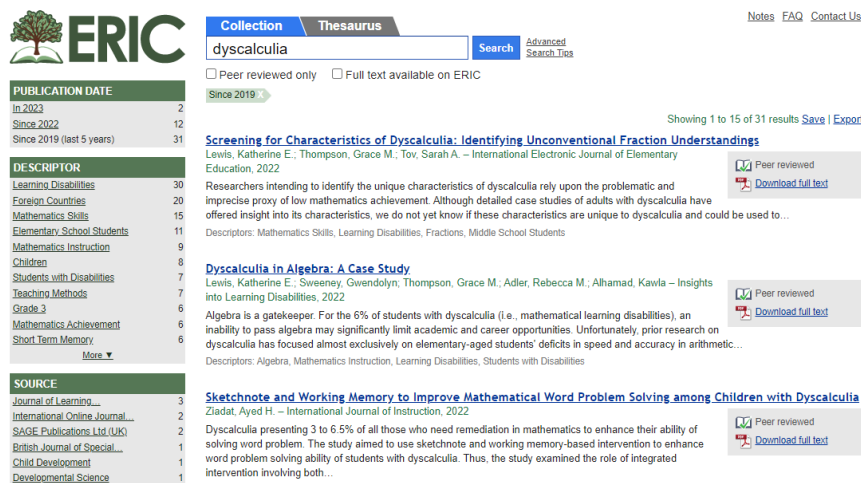 ERIC
Collection Thesaurus
Notes FAQ Contact Us
dyscalculia
Search
Advanced
Search Tips
Peer reviewed only Full text available on ERIC
Since 2019 X
Showing 1 to 15 of 31 results Save | Expor
PUBLICATION DATE
In 2023 2
Since 2022 12
Since 2019 (last 5 years) 31
DESCRIPTOR
Learning Disabilities 30
Foreign Countries 20
Mathematics Skills 15
Elementary School Students 11
Mathematics Instruction 9
Children 8
Students with Disabilities 7
Teaching Methods 7
Grade 3 6
Mathematics Achievement 6
Short Term Memory 6
More ▼
SOURCE
Journal of Learning... 3
International Online Journal... 2
SAGE Publications Ltd (UK) 2
British Journal of Special... 1
Child Development 1
Developmental Science 1
Screening for Characteristics of Dyscalculia: Identifying Unconventional Fraction Understandings
Lewis, Katherine E.; Thompson, Grace M.; Tov, Sarah A. – International Electronic Journal of Elementary
Education, 2022
Researchers intending to identify the unique characteristics of dyscalculia rely upon the problematic and
imprecise proxy of low mathematics achievement. Although detailed case studies of adults with dyscalculia have
offered insight into its characteristics, we do not yet know if these characteristics are unique to dyscalculia and could be used to…
Descriptors: Mathematics Skills, Learning Disabilities, Fractions, Middle School Students
Peer reviewed
PDF Download full text
Dyscalculia in Algebra: A Case Study
Lewis, Katherine E.; Sweeney, Gwendolyn; Thompson, Grace M.; Adler, Rebecca M.; Alhamad, Kawla – Insights
into Learning Disabilities, 2022
Algebra is a gatekeeper. For the 6% of students with dyscalculia (i.e., mathematical learning disabilities), an
inability to pass algebra may significantly limit academic and career opportunities. Unfortunately, prior research on
dyscalculia has focused almost exclusively on elementary-aged students' deficits in speed and accuracy in arithmetic…
Descriptors: Algebra, Mathematics Instruction, Learning Disabilities, Students with Disabilities
Peer reviewed
PDF Download full text
Sketchnote and Working Memory to Improve Mathematical Word Problem Solving among Children with Dyscalculia
Ziadat, Ayed H. – International Journal of Instruction, 2022
Dyscalculia presenting 3 to 6.5% of all those who need remediation in mathematics to enhance their ability of
solving word problem. The study aimed to use sketchnote and working memory-based intervention to enhance
word problem solving ability of students with dyscalculia. Thus, the study examined the role of integrated
intervention involving both…
Peer reviewed
PDF Download full text